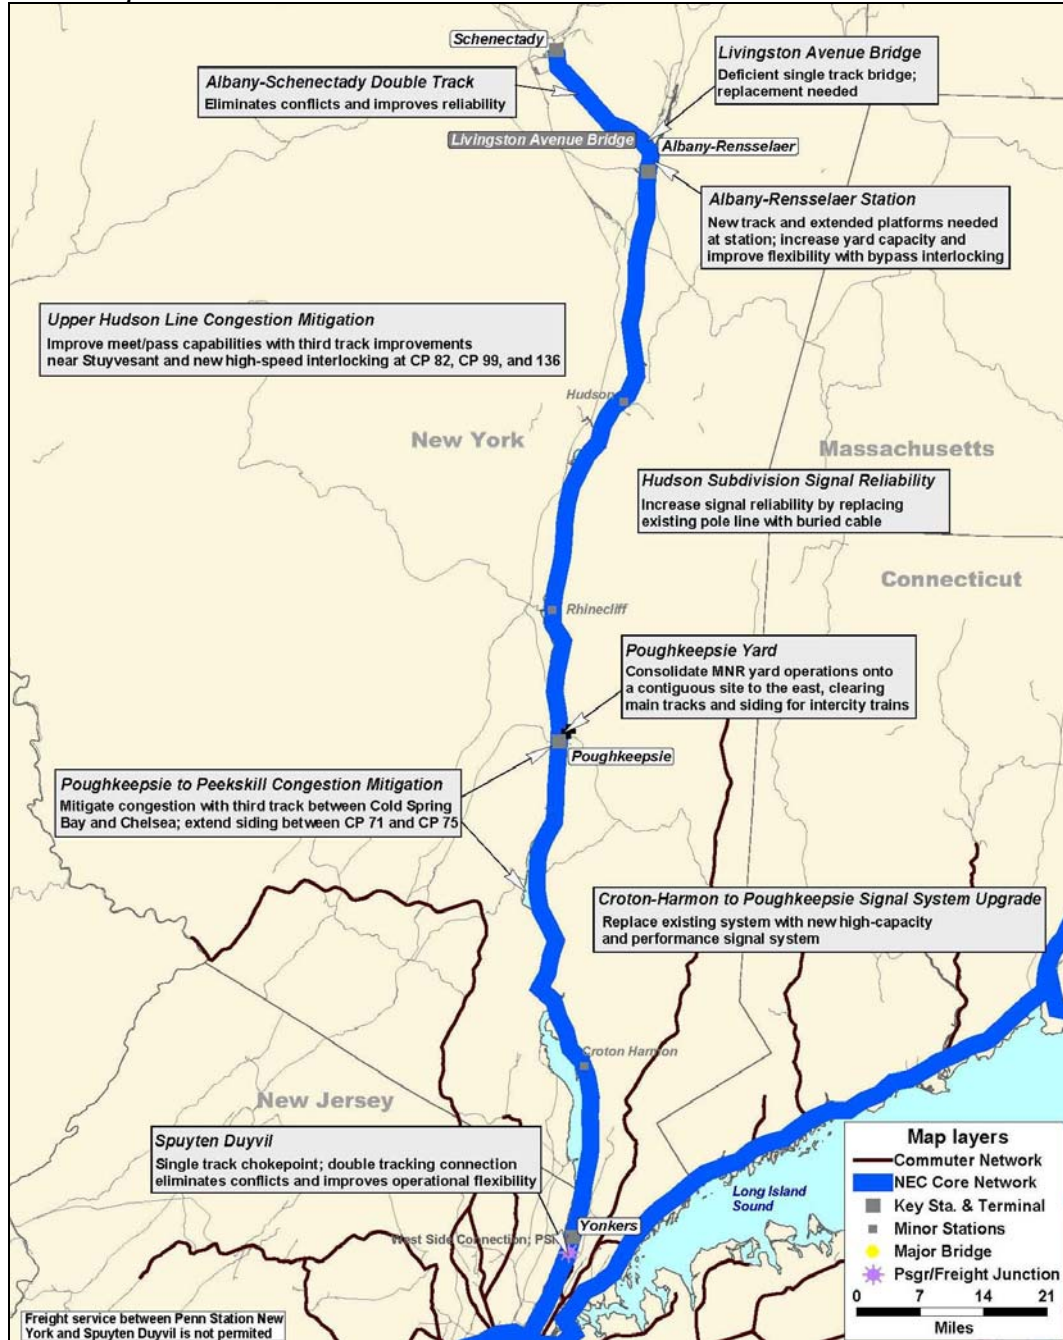 Schenectady
Livingston Avenue Bridge
Deficient single track bridge;
replacement needed
Albany-Schenectady Double Track
Eliminates conflicts and improves reliability
Livingston Avenue Bridge
Albany-Rensselaer
Albany-Rensselaer Station
New track and extended platforms needed
at station; increase yard capacity and
improve flexibility with bypass interlocking
Upper Hudson Line Congestion Mitigation
Improve meet/pass capabilities with third track improvements
near Stuyvesant and new high-speed interlocking at CP 82, CP 99, and 136
Hudson
New York
Massachusetts
Hudson Subdivision Signal Reliability
Increase signal reliability by replacing
existing pole line with buried cable
Connecticut
Rhinecliff
Poughkeepsie Yard
Consolidate MNR yard operations onto
a contiguous site to the east, clearing
main tracks and siding for intercity trains
Poughkeepsie
Poughkeepsie to Peekskill Congestion Mitigation
Mitigate congestion with third track between Cold Spring
Bay and Chelsea; extend siding between CP 71 and CP 75
Croton-Harmon to Poughkeepsie Signal System Upgrade
Replace existing system with new high-capacity
and performance signal system
Croton Harmon
New Jersey
Spuyten Duyvil
Single track chokepoint; double tracking connection
eliminates conflicts and improves operational flexibility
Yonkers
West Side Connection; PSN
Long Island
Sound
Map layers
Commuter Network
NEC Core Network
Key Sta. & Terminal
Minor Stations
Major Bridge
Psgr/Freight Junction
0 7 14 21
Miles
Freight service between Penn Station New
York and Spuyten Duyvil is not permited